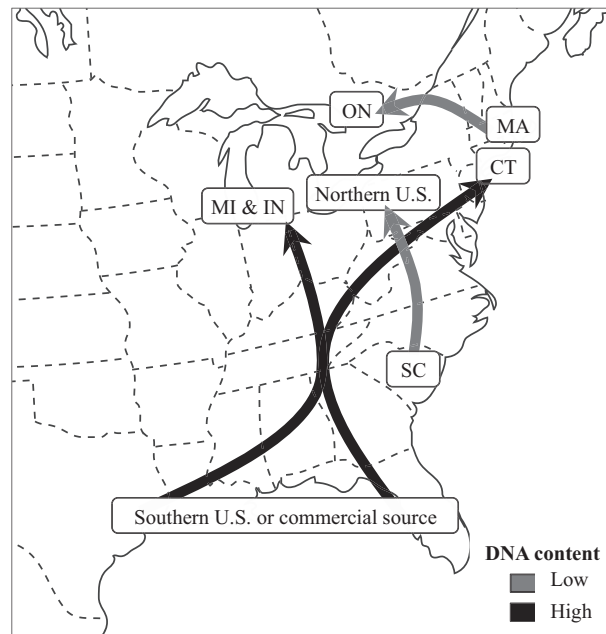 ON
MA
CT
Northern U.S.
MI & IN
SC
Southern U.S. or commercial source
DNA content
Low
High